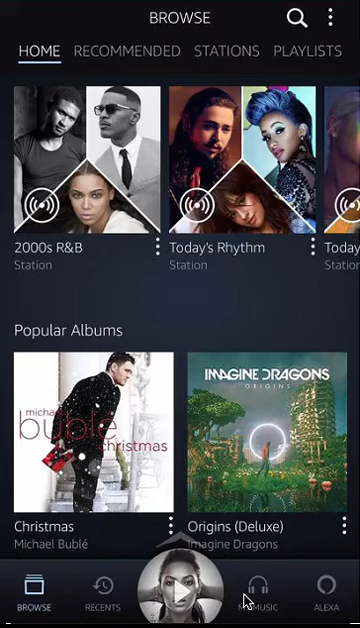 BROWSE
HOME RECOMMENDED STATIONS PLAYLISTS
2000s R&B
Station
Today's Rhythm
Station
Today
Station
Popular Albums
michael
bublé
christmas
IMAGINE DRAGONS
ORIGINS
Christmas
Michael Bublé
Origins (Deluxe)
Imagine Dragons
BROWSE
RECENTS
MY MUSIC
ALEXA